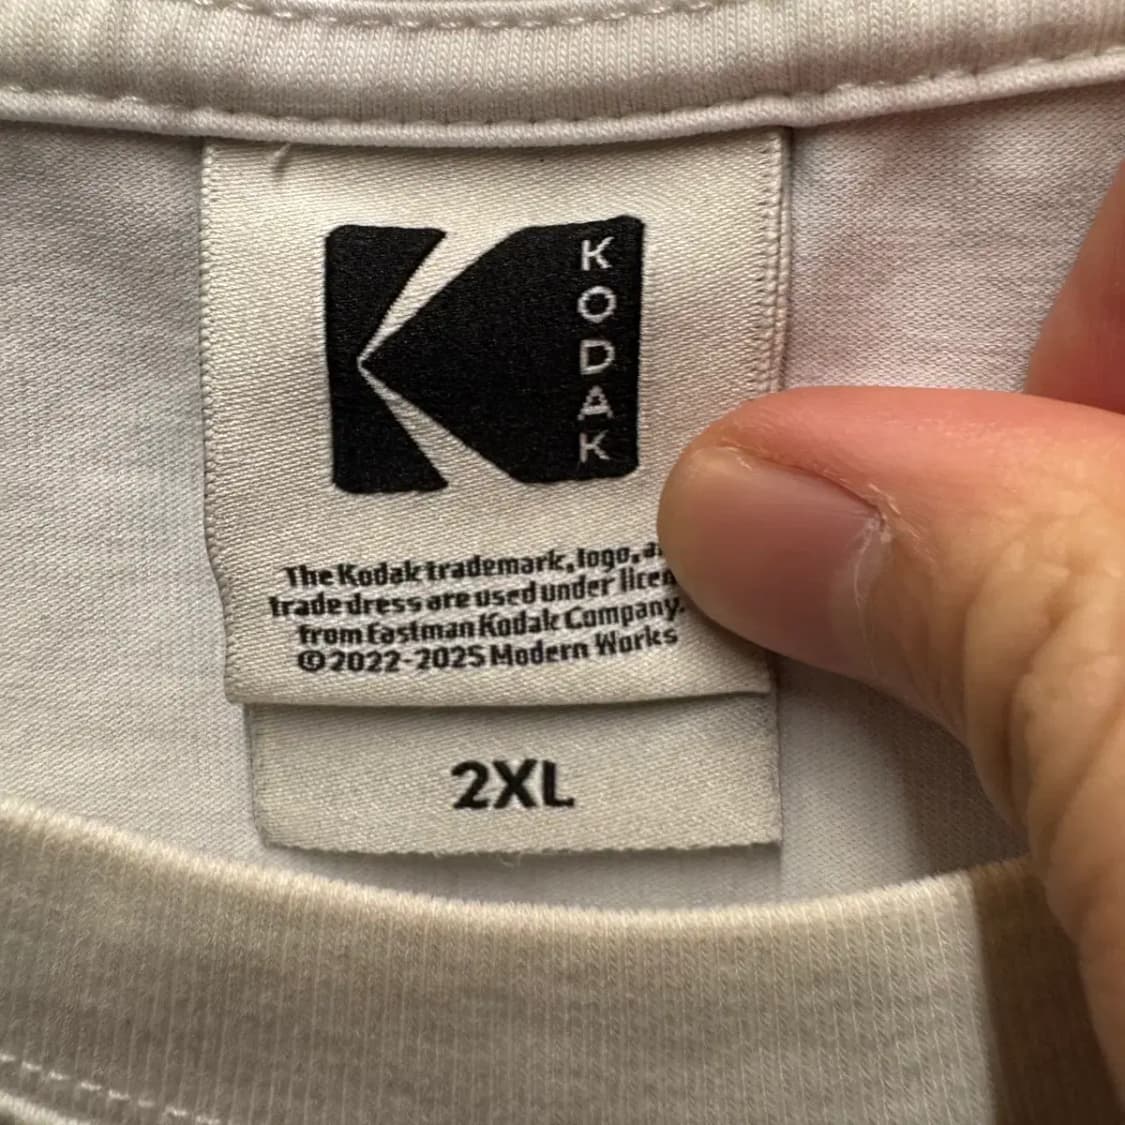 KODAK
The Kodak trademark, logo,
trade dress are used under
from Eastman Kodak Company.
©2022-2025 Modern Works
2XL